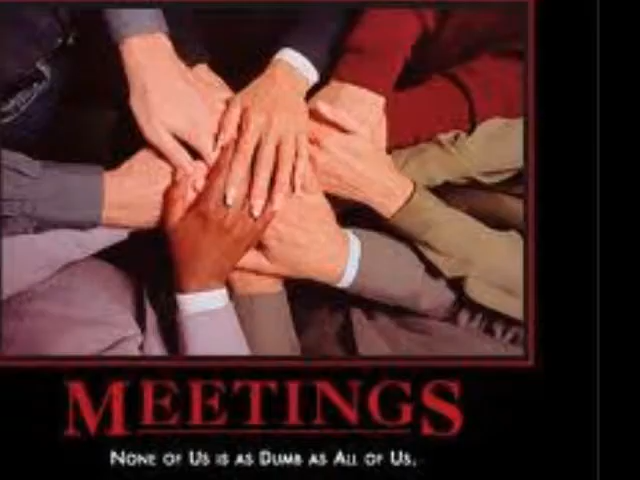 MEETINGS
NONE OF US IS AS DUMB AS ALL OF US.